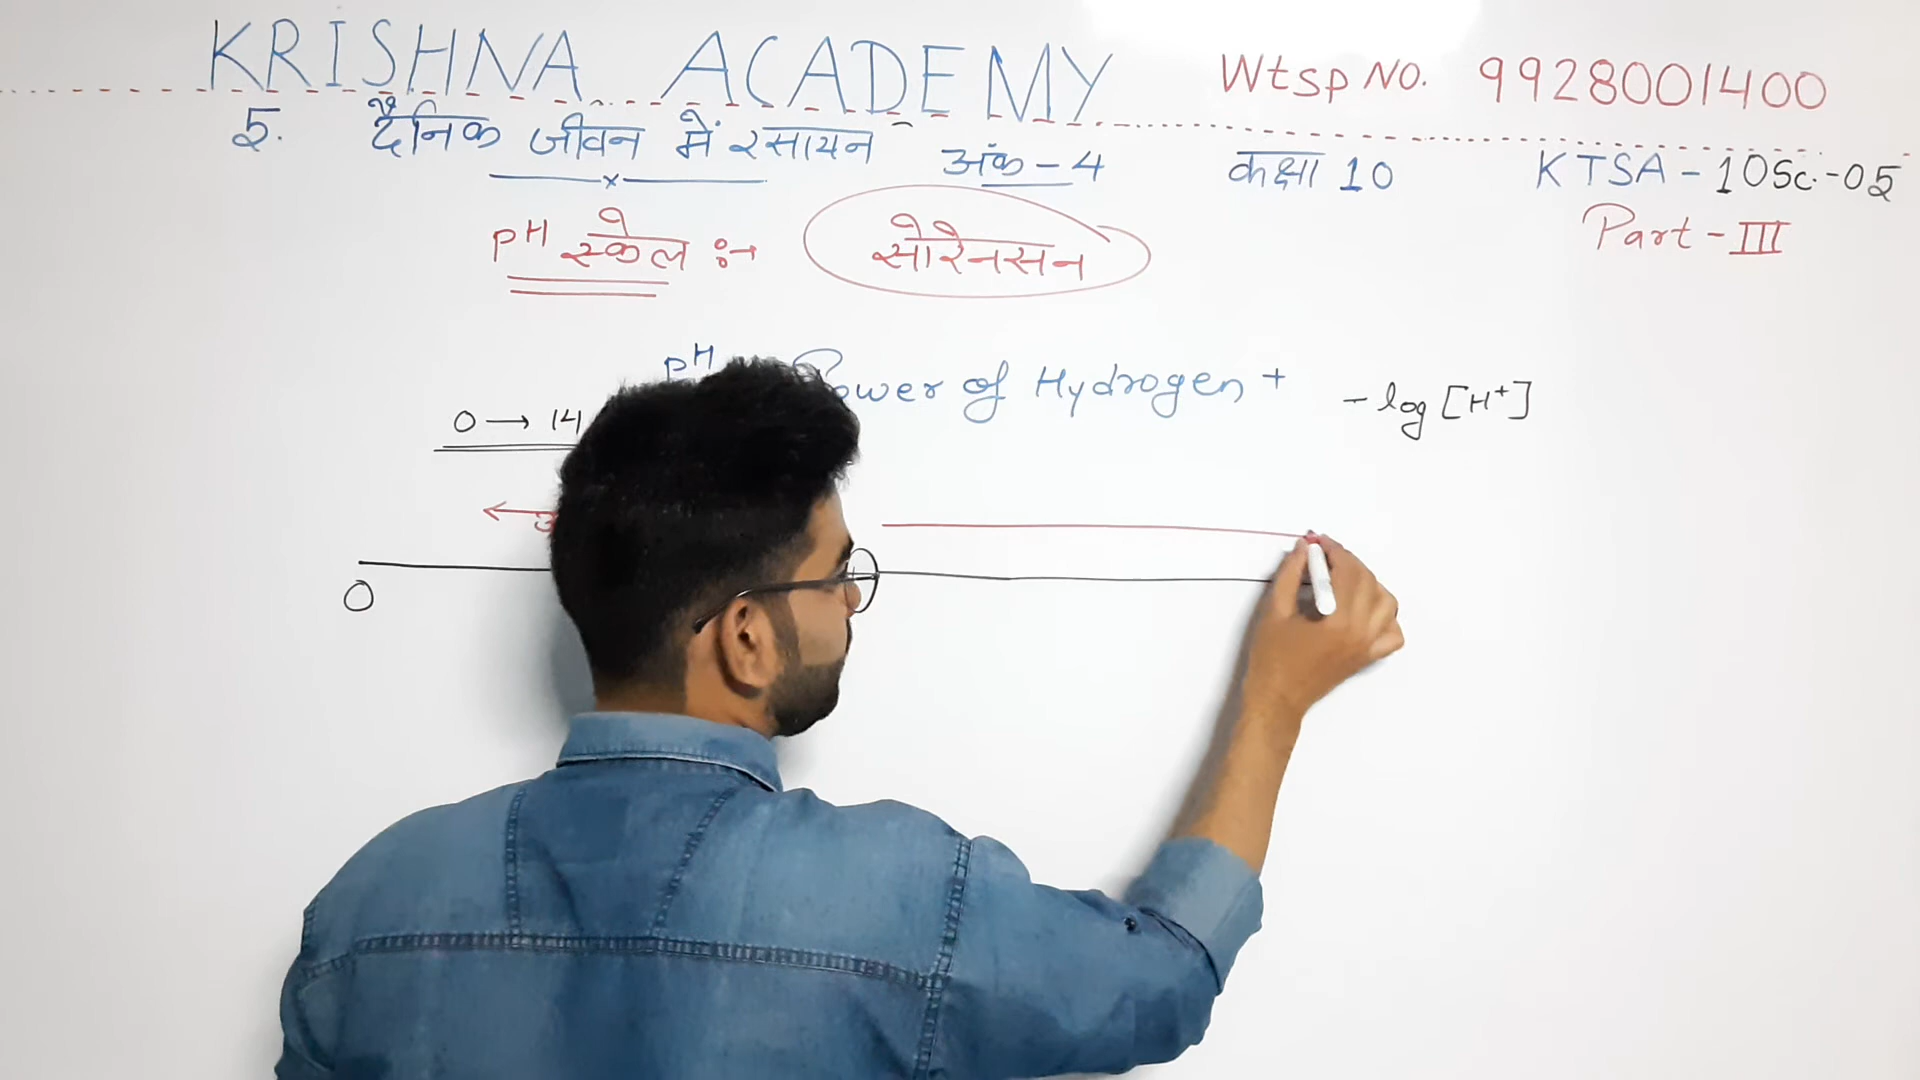 KRISHNA ACADEMY Wtsp NO. 9928001400
5. दैनिक जीवन में रसायन अंक - 4 कक्षा 10 KTSA - 10Sc.-05
Part - III
pH स्केल :→ सोरेनसन
pH Power of Hydrogen + - log [H+]
0 → 14
0